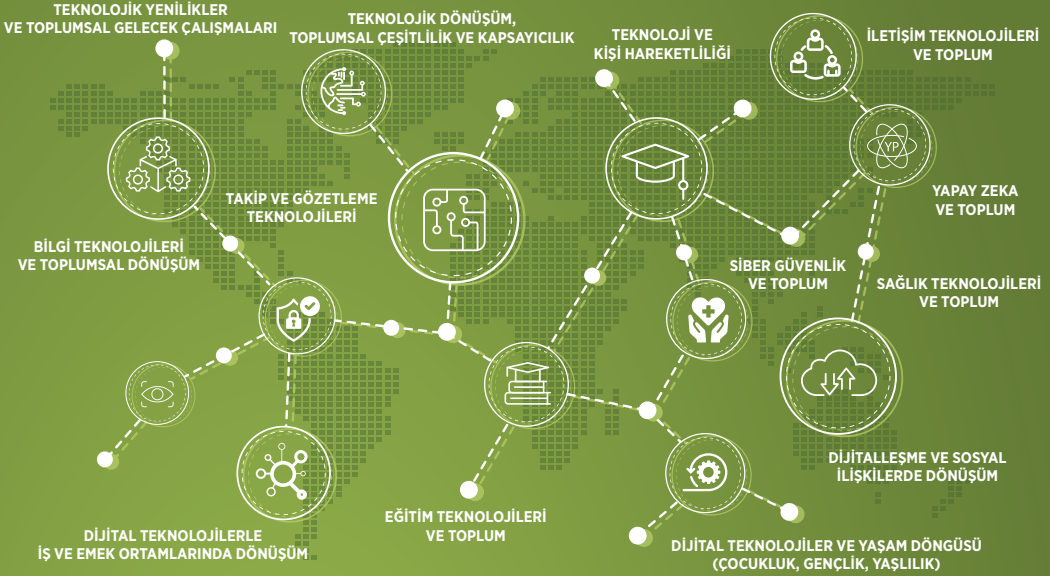 TEKNOLOJİK YENİLİKLER
VE TOPLUMSAL GELECEK ÇALIŞMALARI
TEKNOLOJİK DÖNÜŞÜM,
TOPLUMSAL ÇEŞİTLİLİK VE KAPSAYICILIK
TEKNOLOJİ VE
KİŞİ HAREKETLİLİĞİ
İLETİŞİM TEKNOLOJİLERİ
VE TOPLUM
YP
TAKİP VE GÖZETLEME
TEKNOLOJİLERİ
YAPAY ZEKA
VE TOPLUM
BİLGİ TEKNOLOJİLERİ
VE TOPLUMSAL DÖNÜŞÜM
SİBER GÜVENLİK
VE TOPLUM
SAĞLIK TEKNOLOJİLERİ
VE TOPLUM
DİJİTALLEŞME VE SOSYAL
İLİŞKİLERDE DÖNÜŞÜM
EĞİTİM TEKNOLOJİLERİ
VE TOPLUM
DİJİTAL TEKNOLOJİLERLE
İŞ VE EMEK ORTAMLARINDA DÖNÜŞÜM
DİJİTAL TEKNOLOJİLER VE YAŞAM DÖNGÜSÜ
(ÇOCUKLUK, GENÇLİK, YAŞLILIK)